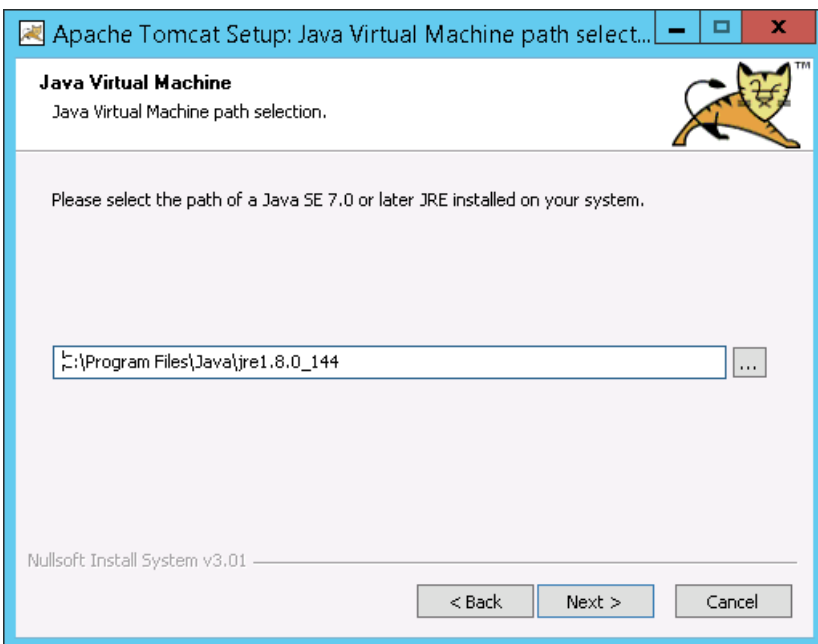 Apache Tomcat Setup: Java Virtual Machine path select...
Java Virtual Machine
TM
Java Virtual Machine path selection.
Please select the path of a Java SE 7.0 or later JRE installed on your system.
C:\Program Files\Java\jre1.8.0_144
...
Nullsoft Install System v3.01
< Back
Next >
Cancel